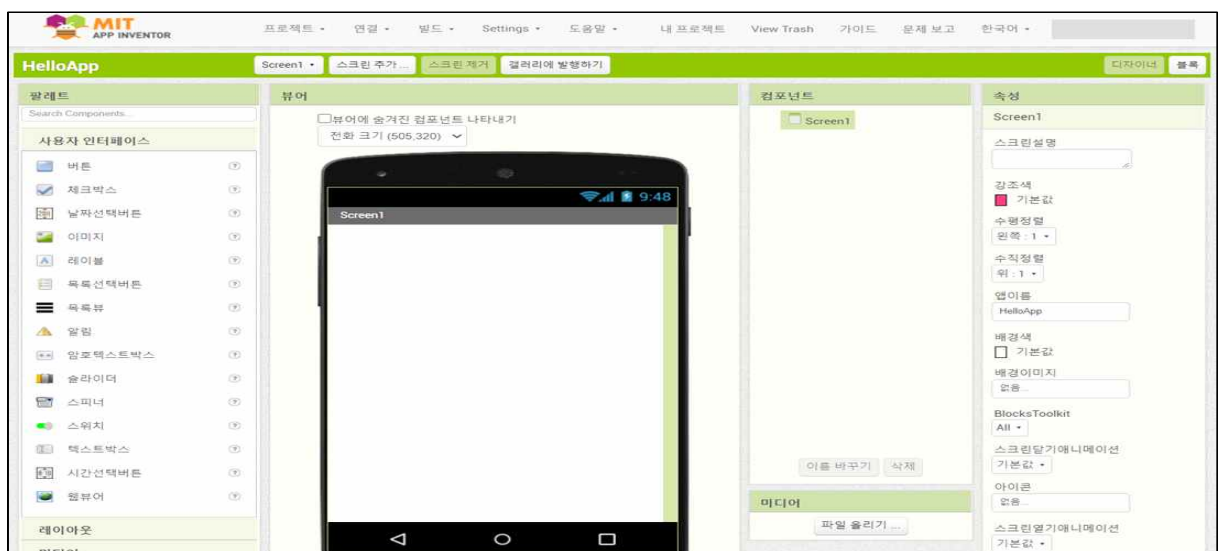 MIT
APP INVENTOR
프로젝트 연결 빌드 Settings 도움말 내 프로젝트 View Trash 가이드 문제 보고 한국어
HelloApp Screen1 스크린 추가 ... 스크린 제거 갤러리에 발행하기 디자이너 블록
팔레트
Search Components...
사용자 인터페이스
버튼
체크박스
날짜선택버튼
이미지
레이블
목록선택버튼
목록뷰
알림
암호텍스트박스
슬라이더
스피너
스위치
텍스트박스
시간선택버튼
웹뷰어
레이아웃
미디어
뷰어
뷰어에 숨겨진 컴포넌트 나타내기
전화 크기 (505,320)
9:48
Screen1
컴포넌트
Screen1
이름 바꾸기 삭제
미디어
파일 올리기 ...
속성
Screen1
스크린설명
강조색
기본값
수평정렬
왼쪽 : 1
수직정렬
위 : 1
앱이름
HelloApp
배경색
기본값
배경이미지
없음...
BlocksToolkit
All
스크린닫기애니메이션
기본값
아이콘
없음...
스크린열기애니메이션
기본값